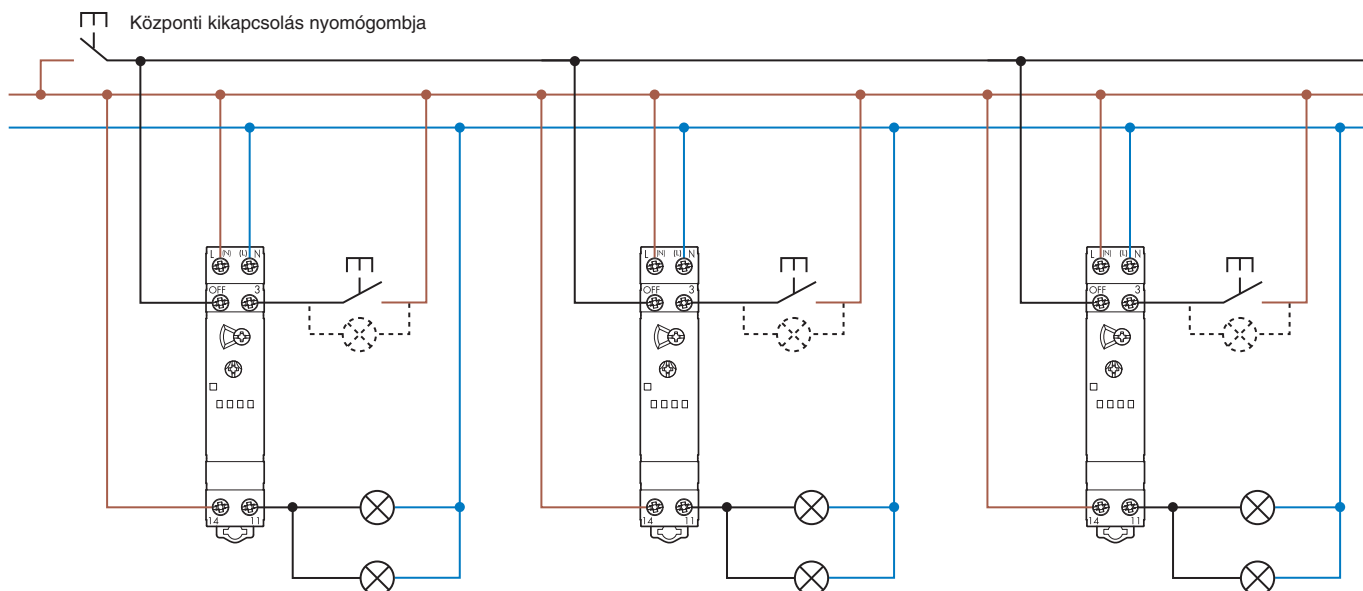 Központi kikapcsolás nyomógombja
L (N) (L) N
OFF 3
14 11
L (N) (L) N
OFF 3
14 11
L (N) (L) N
OFF 3
14 11